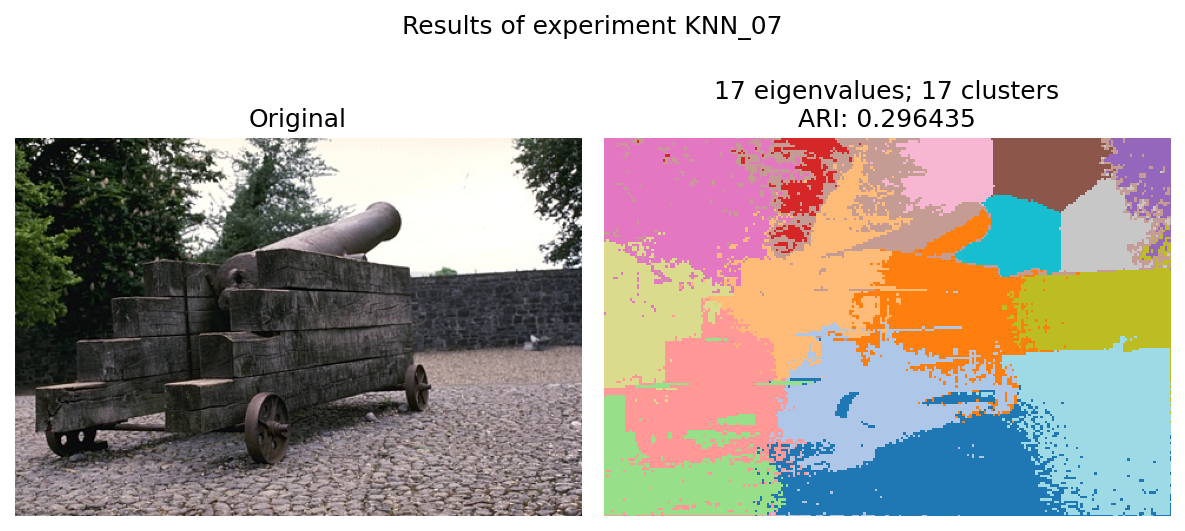 Results of experiment KNN_07
Original
17 eigenvalues; 17 clusters
ARI: 0.296435